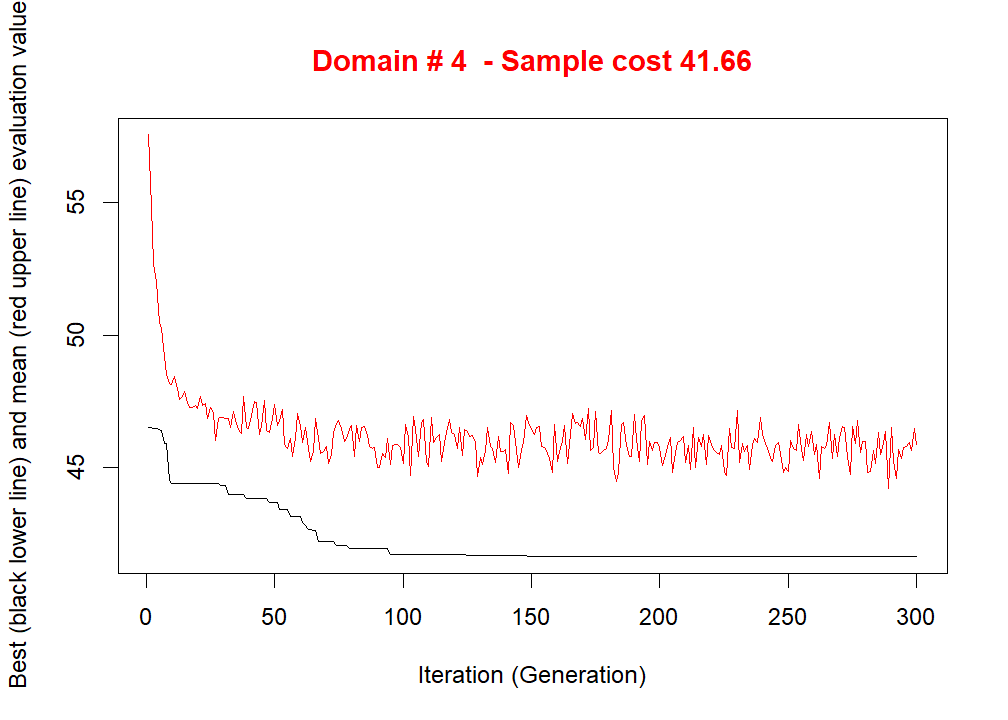 Domain # 4  - Sample cost 41.66
Best (black lower line) and mean (red upper line) evaluation value
55
50
45
0 50 100 150 200 250 300
Iteration (Generation)